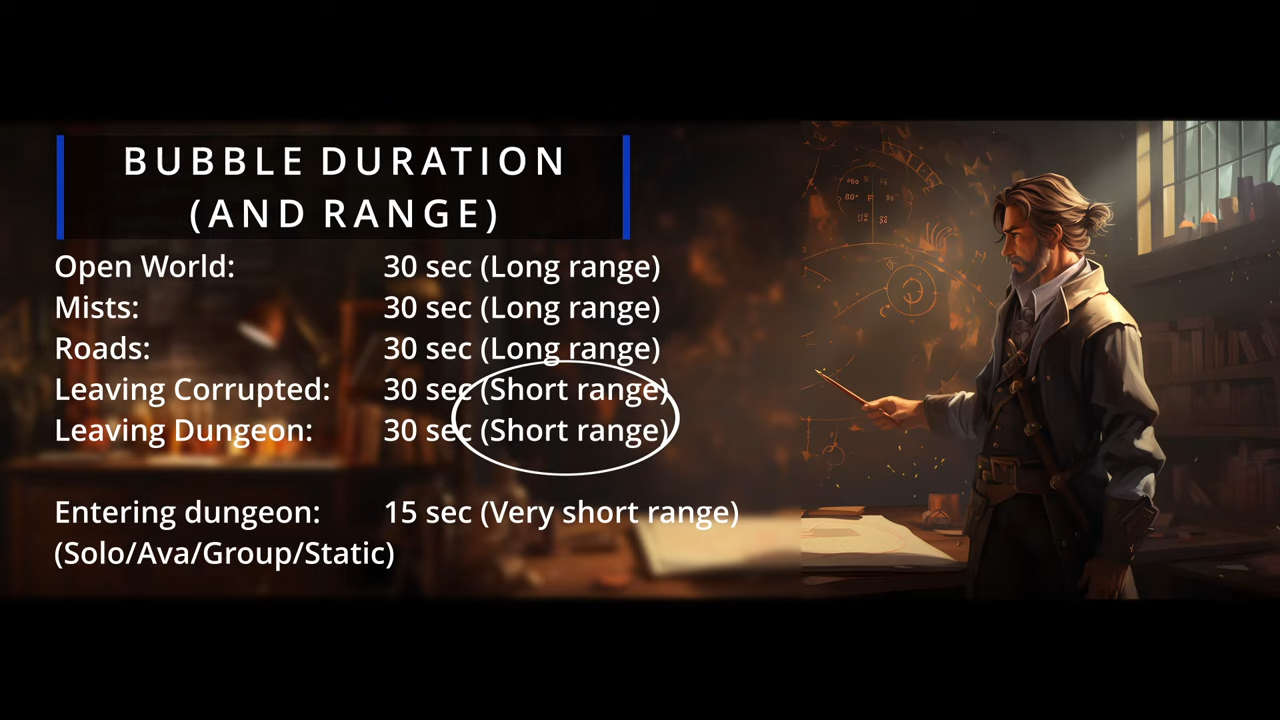 BUBBLE DURATION
(AND RANGE)
Open World: 30 sec (Long range)
Mists: 30 sec (Long range)
Roads: 30 sec (Long range)
Leaving Corrupted: 30 sec (Short range)
Leaving Dungeon: 30 sec (Short range)
Entering dungeon: 15 sec (Very short range)
(Solo/Ava/Group/Static)